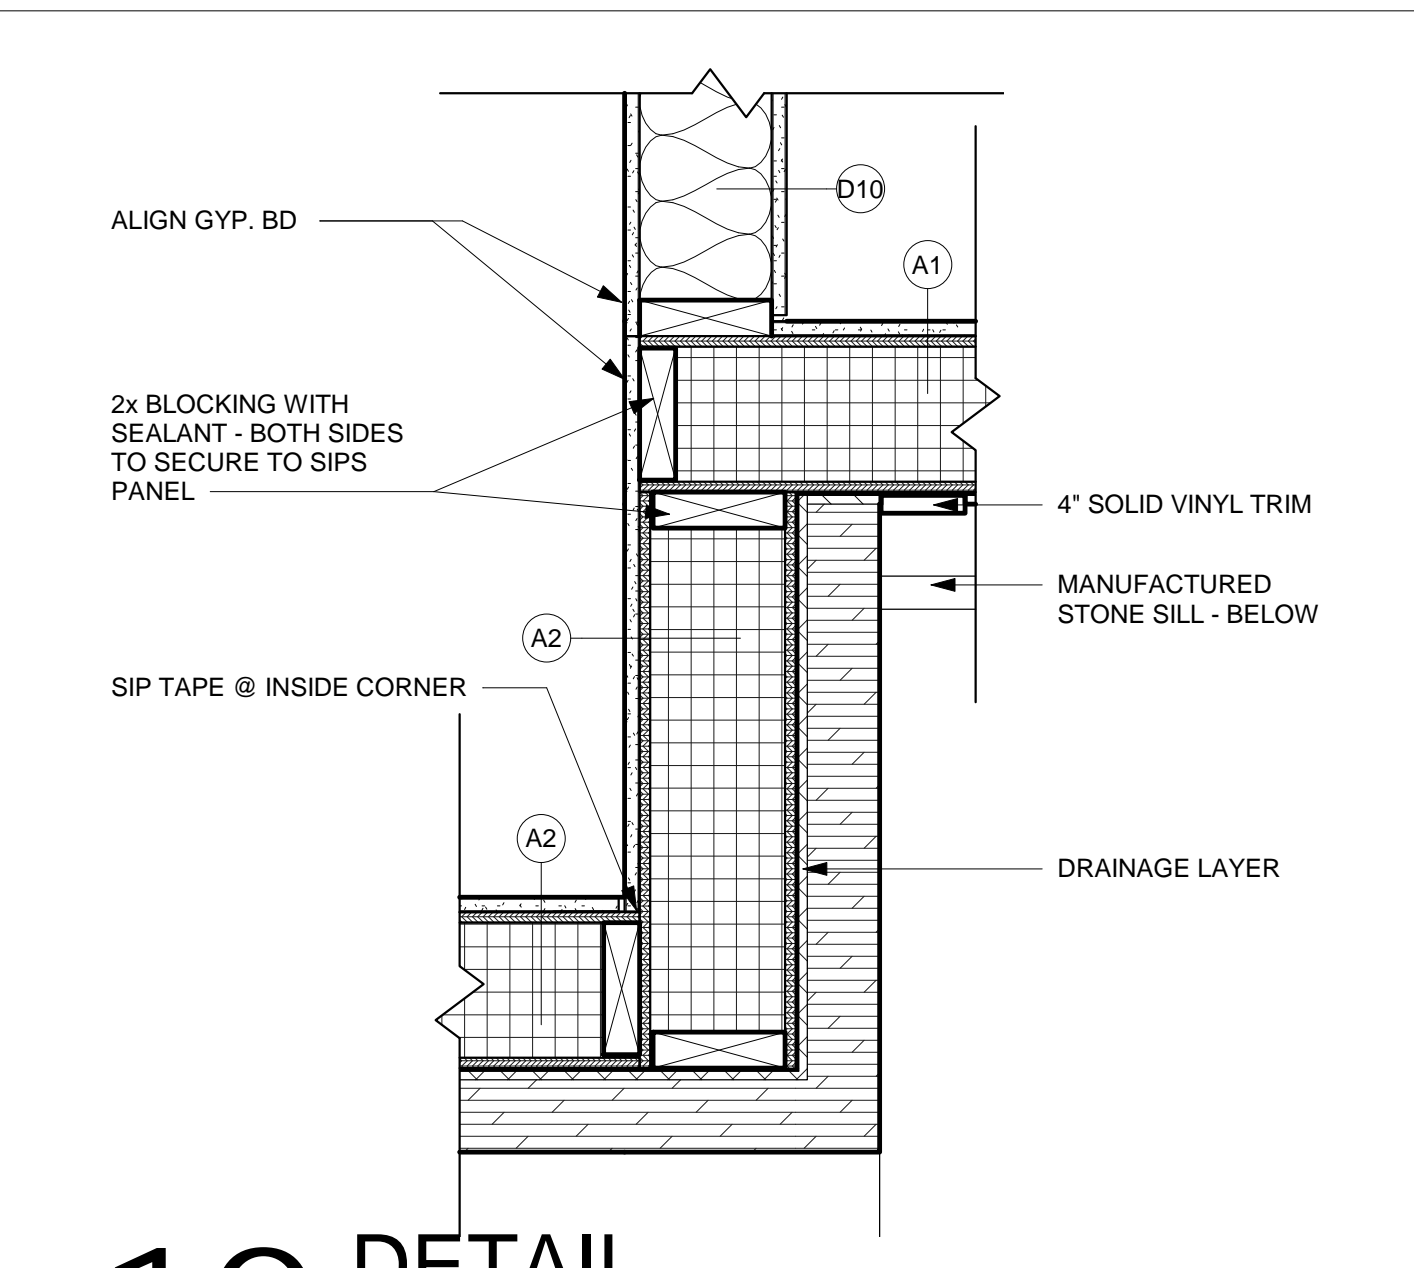 D10
ALIGN GYP. BD
A1
2x BLOCKING WITH
SEALANT - BOTH SIDES
TO SECURE TO SIPS
PANEL
4" SOLID VINYL TRIM
MANUFACTURED
STONE SILL - BELOW
A2
SIP TAPE @ INSIDE CORNER
A2
DRAINAGE LAYER
DETAIL